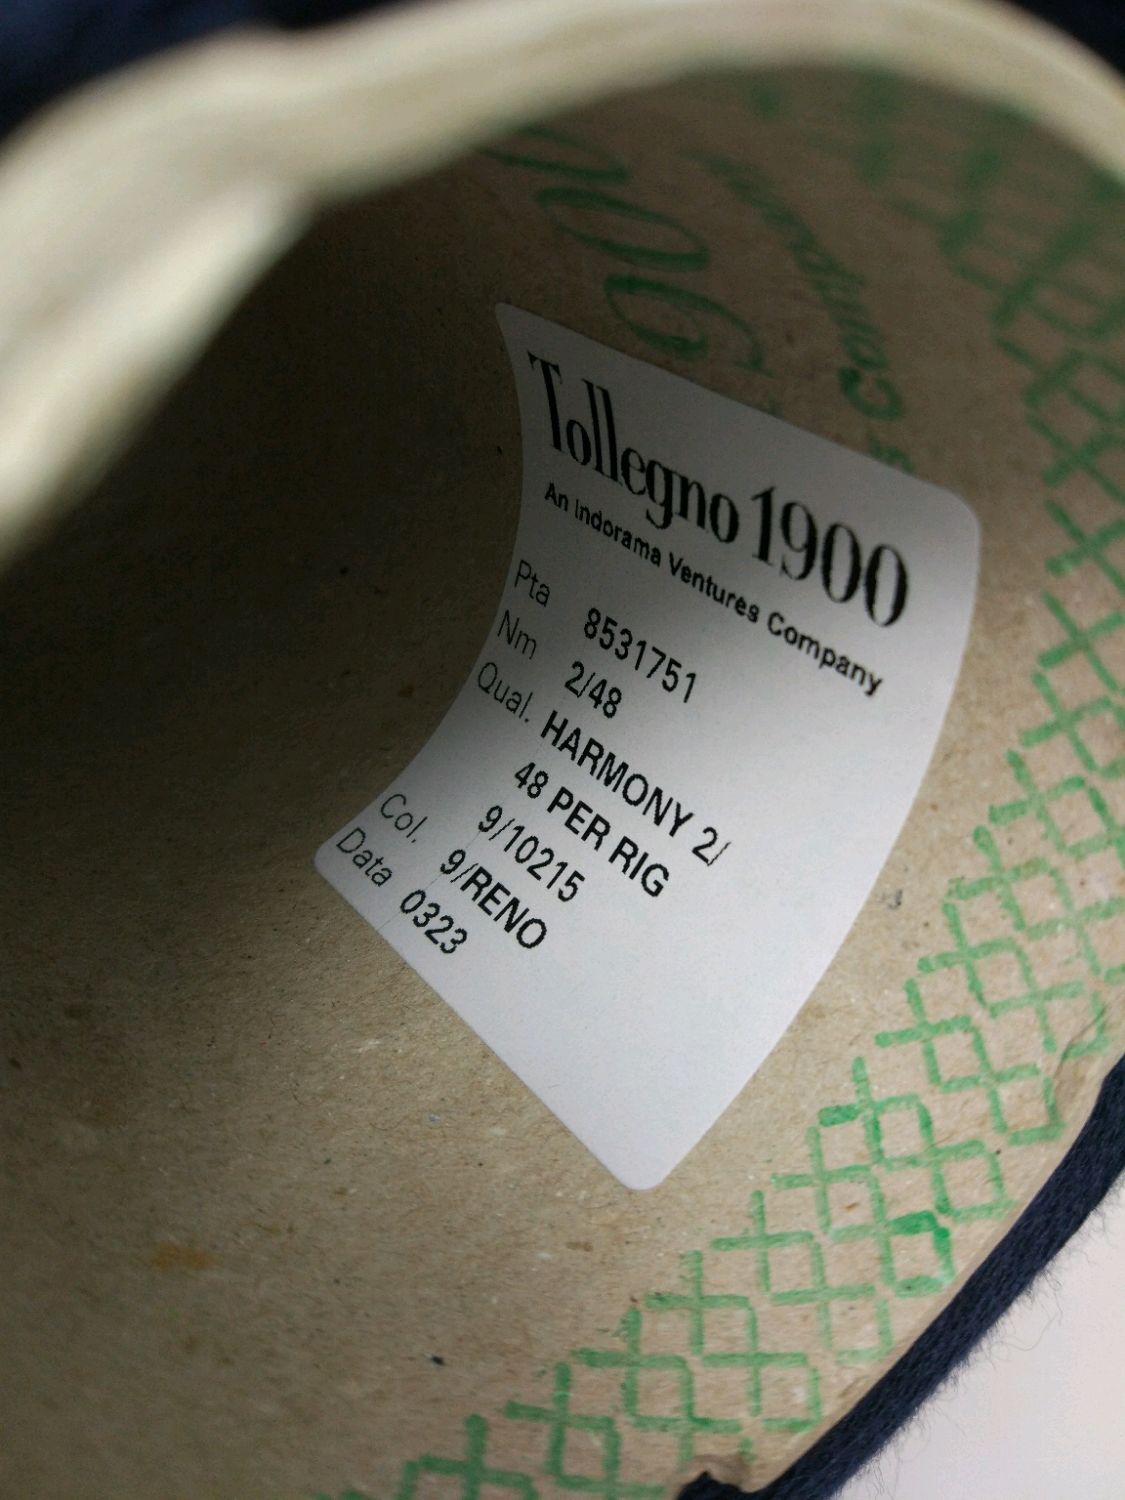 Tollegno 1900
An Indorama Ventures Company
Pta 8531751
Nm 2/48
Qual. HARMONY 2/
48 PER RIG
Col. 9/10215
9/RENO
Data 0323
900